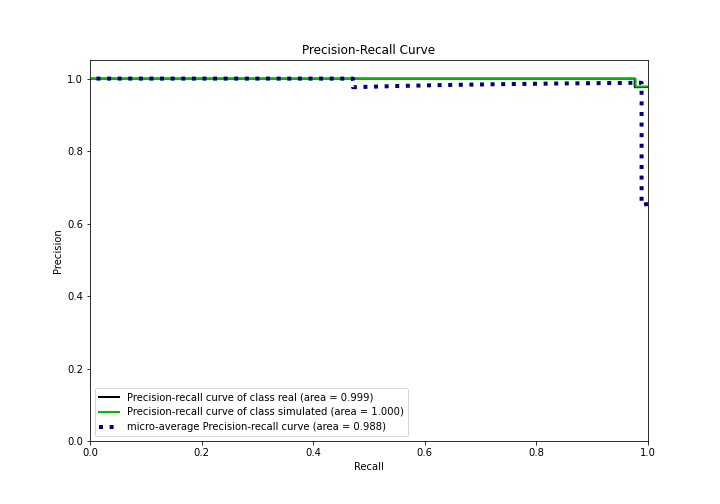 Precision-Recall Curve
1.0
0.8
0.6
0.4
0.2
0.0
Precision
Precision-recall curve of class real (area = 0.999)
Precision-recall curve of class simulated (area = 1.000)
micro-average Precision-recall curve (area = 0.988)
0.0 0.2 0.4 0.6 0.8 1.0
Recall